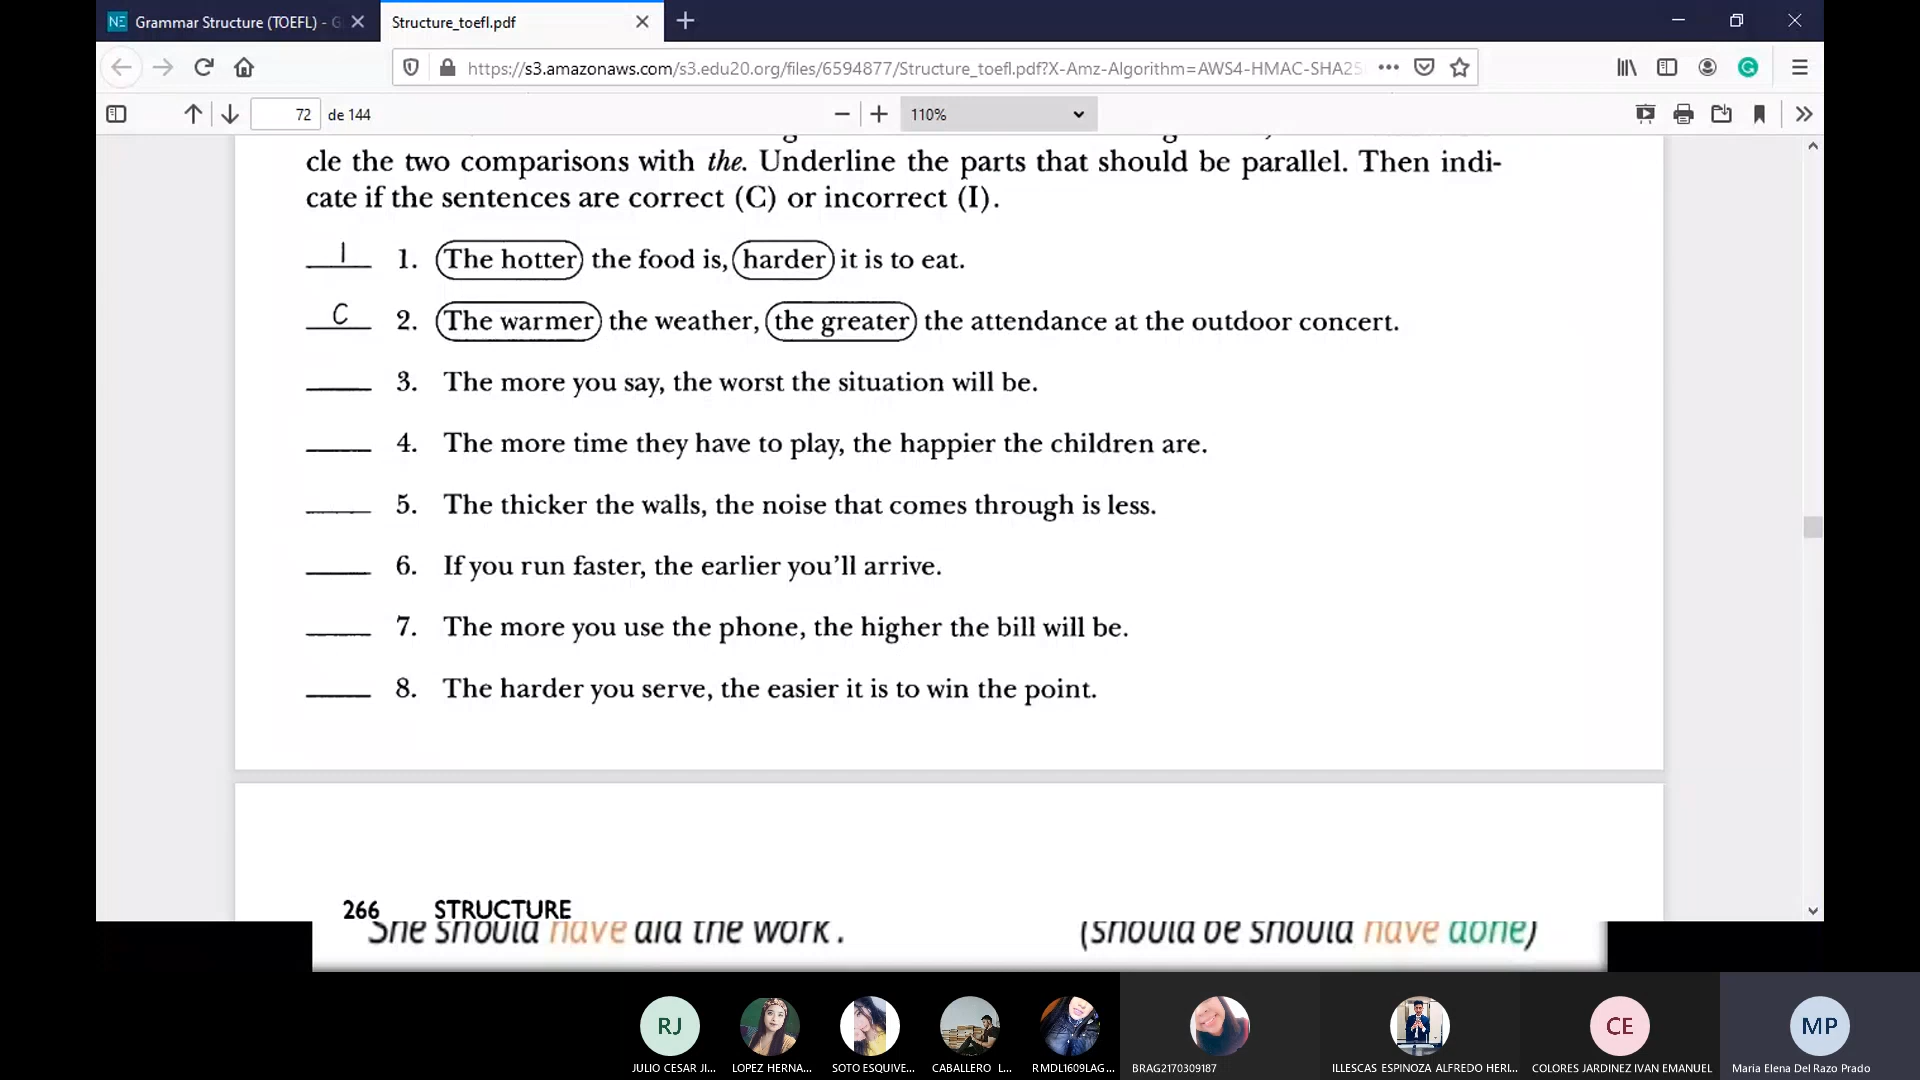 Grammar Structure (TOEFL) - G
Structure_toefl.pdf
https://s3.amazonaws.com/s3.edu20.org/files/6594877/Structure_toefl.pdf?X-Amz-Algorithm=AWS4-HMAC-SHA25
72 de 144
110%
cle the two comparisons with the. Underline the parts that should be parallel. Then indi-
cate if the sentences are correct (C) or incorrect (I).
I 1. The hotter the food is, harder it is to eat.
C 2. The warmer the weather, the greater the attendance at the outdoor concert.
3. The more you say, the worst the situation will be.
4. The more time they have to play, the happier the children are.
5. The thicker the walls, the noise that comes through is less.
6. If you run faster, the earlier you'll arrive.
7. The more you use the phone, the higher the bill will be.
8. The harder you serve, the easier it is to win the point.
266 STRUCTURE
She should have did the work. (should be should have done)
RJ CE MP
JULIO CESAR JI... LOPEZ HERNA... SOTO ESQUIVE... CABALLERO L... RMDL1609LAG... BRAG2170309187 ILLESCAS ESPINOZA ALFREDO HERI... COLORES JARDINEZ IVAN EMANUEL Maria Elena Del Razo Prado